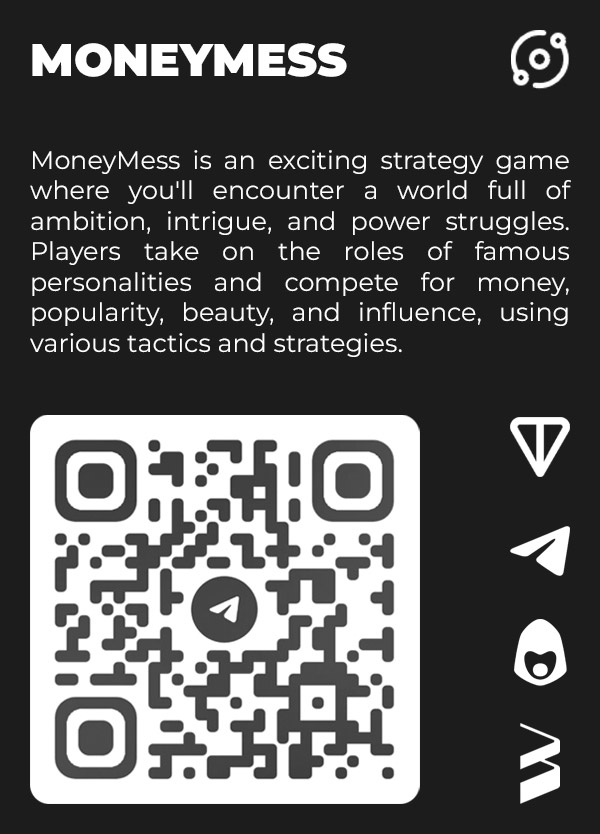 MONEYMESS
MoneyMess is an exciting strategy game
where you'll encounter a world full of
ambition, intrigue, and power struggles.
Players take on the roles of famous
personalities and compete for money,
popularity, beauty, and influence, using
various tactics and strategies.